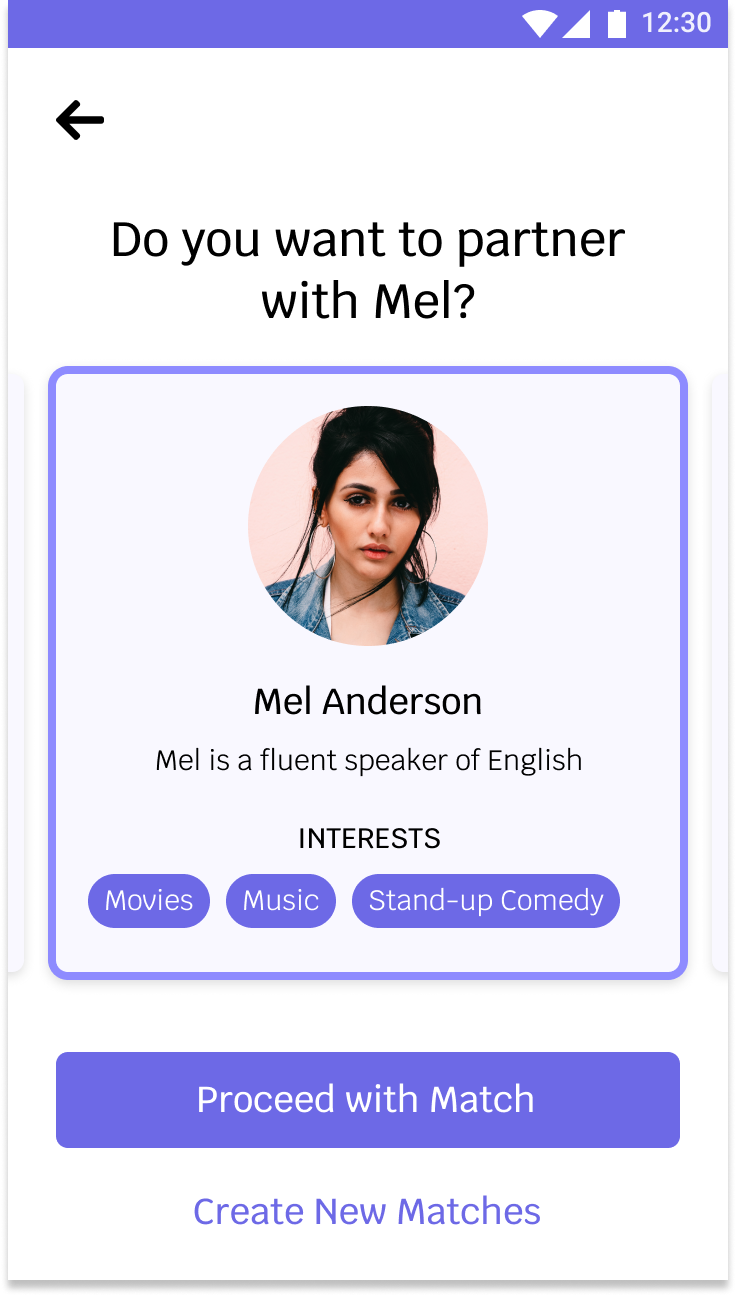 12:30
Do you want to partner
with Mel?
Mel Anderson
Mel is a fluent speaker of English
INTERESTS
Movies Music Stand-up Comedy
Proceed with Match
Create New Matches